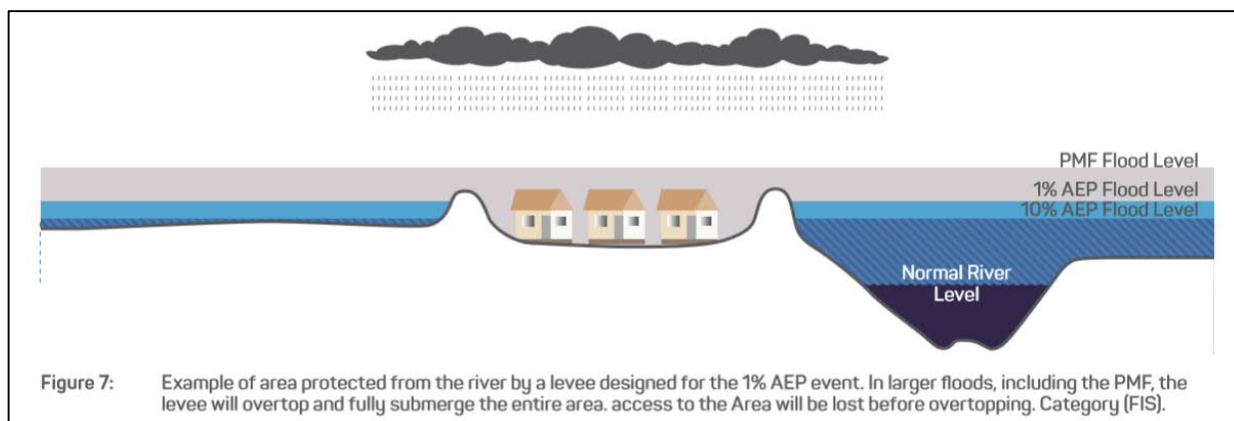 PMF Flood Level
1% AEP Flood Level
10% AEP Flood Level
Normal River
Level
Figure 7: Example of area protected from the river by a levee designed for the 1% AEP event. In larger floods, including the PMF, the
levee will overtop and fully submerge the entire area. access to the Area will be lost before overtopping. Category (FIS).